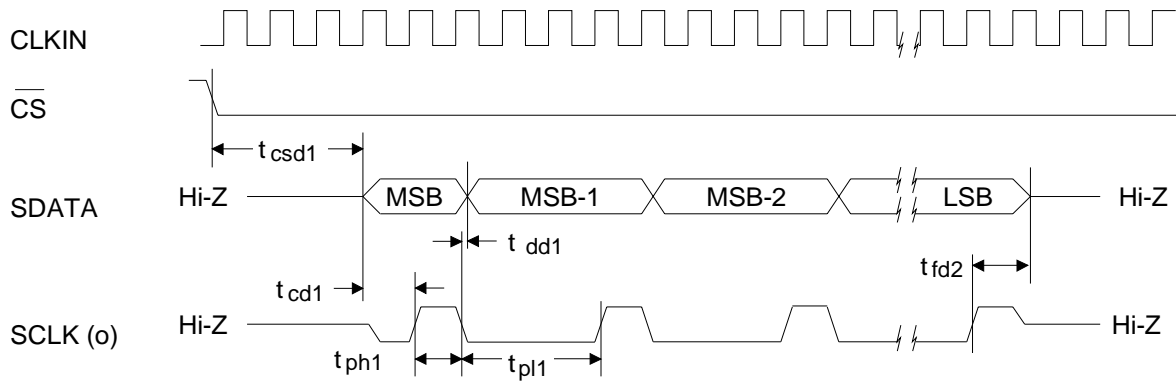 CLKIN
CS
t csd1
SDATA Hi-Z MSB MSB-1 MSB-2 LSB Hi-Z
t dd1
t fd2
t cd1
SCLK (o) Hi-Z Hi-Z
t ph1 t pl1